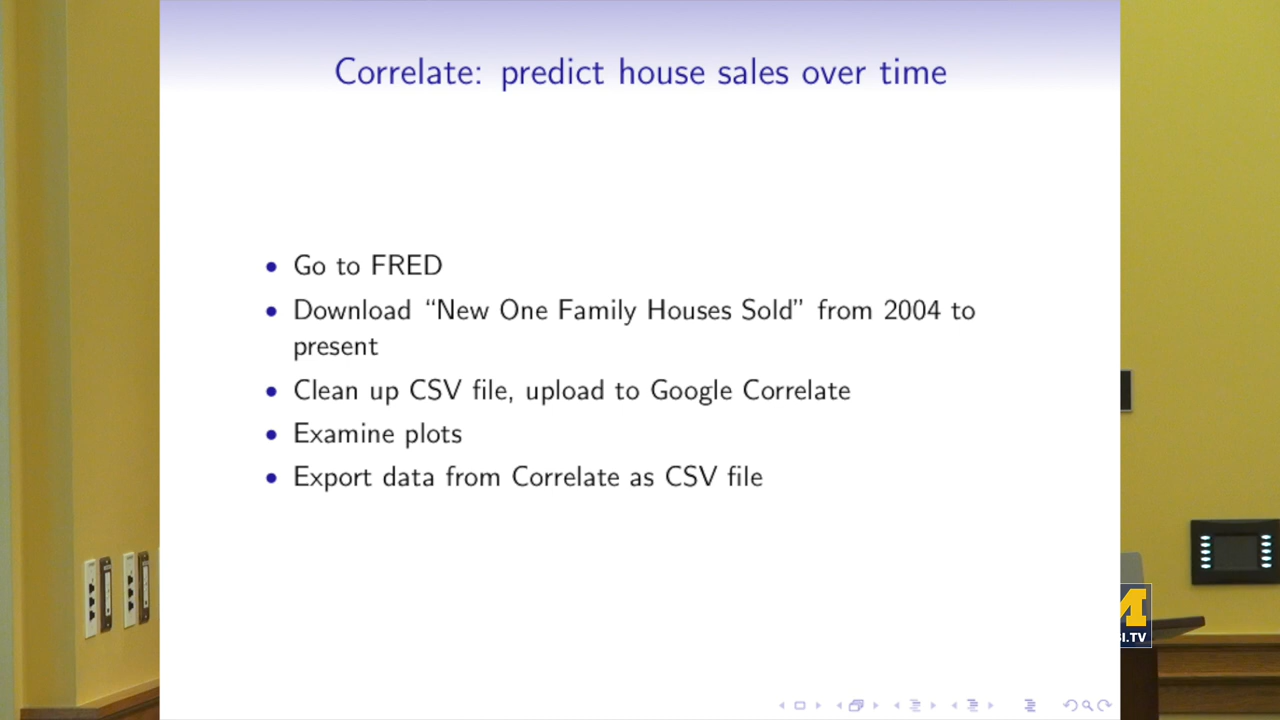 Correlate: predict house sales over time
• Go to FRED
• Download “New One Family Houses Sold” from 2004 to
present
• Clean up CSV file, upload to Google Correlate
• Examine plots
• Export data from Correlate as CSV file
.TV